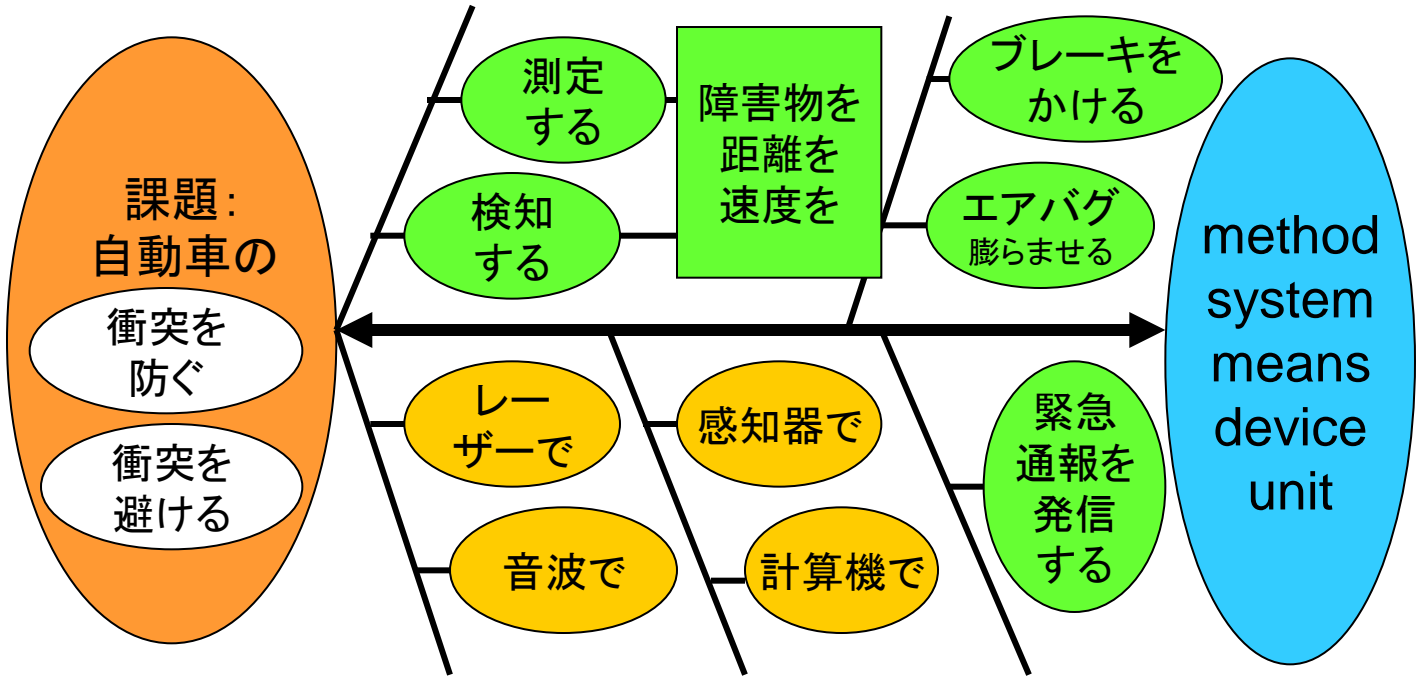 課題：
自動車の
衝突を
防ぐ
衝突を
避ける
測定
する
検知
する
障害物を
距離を
速度を
ブレーキを
かける
エアバグ
膨らませる
レー
ザーで
音波で
感知器で
計算機で
緊急
通報を
発信
する
method
system
means
device
unit